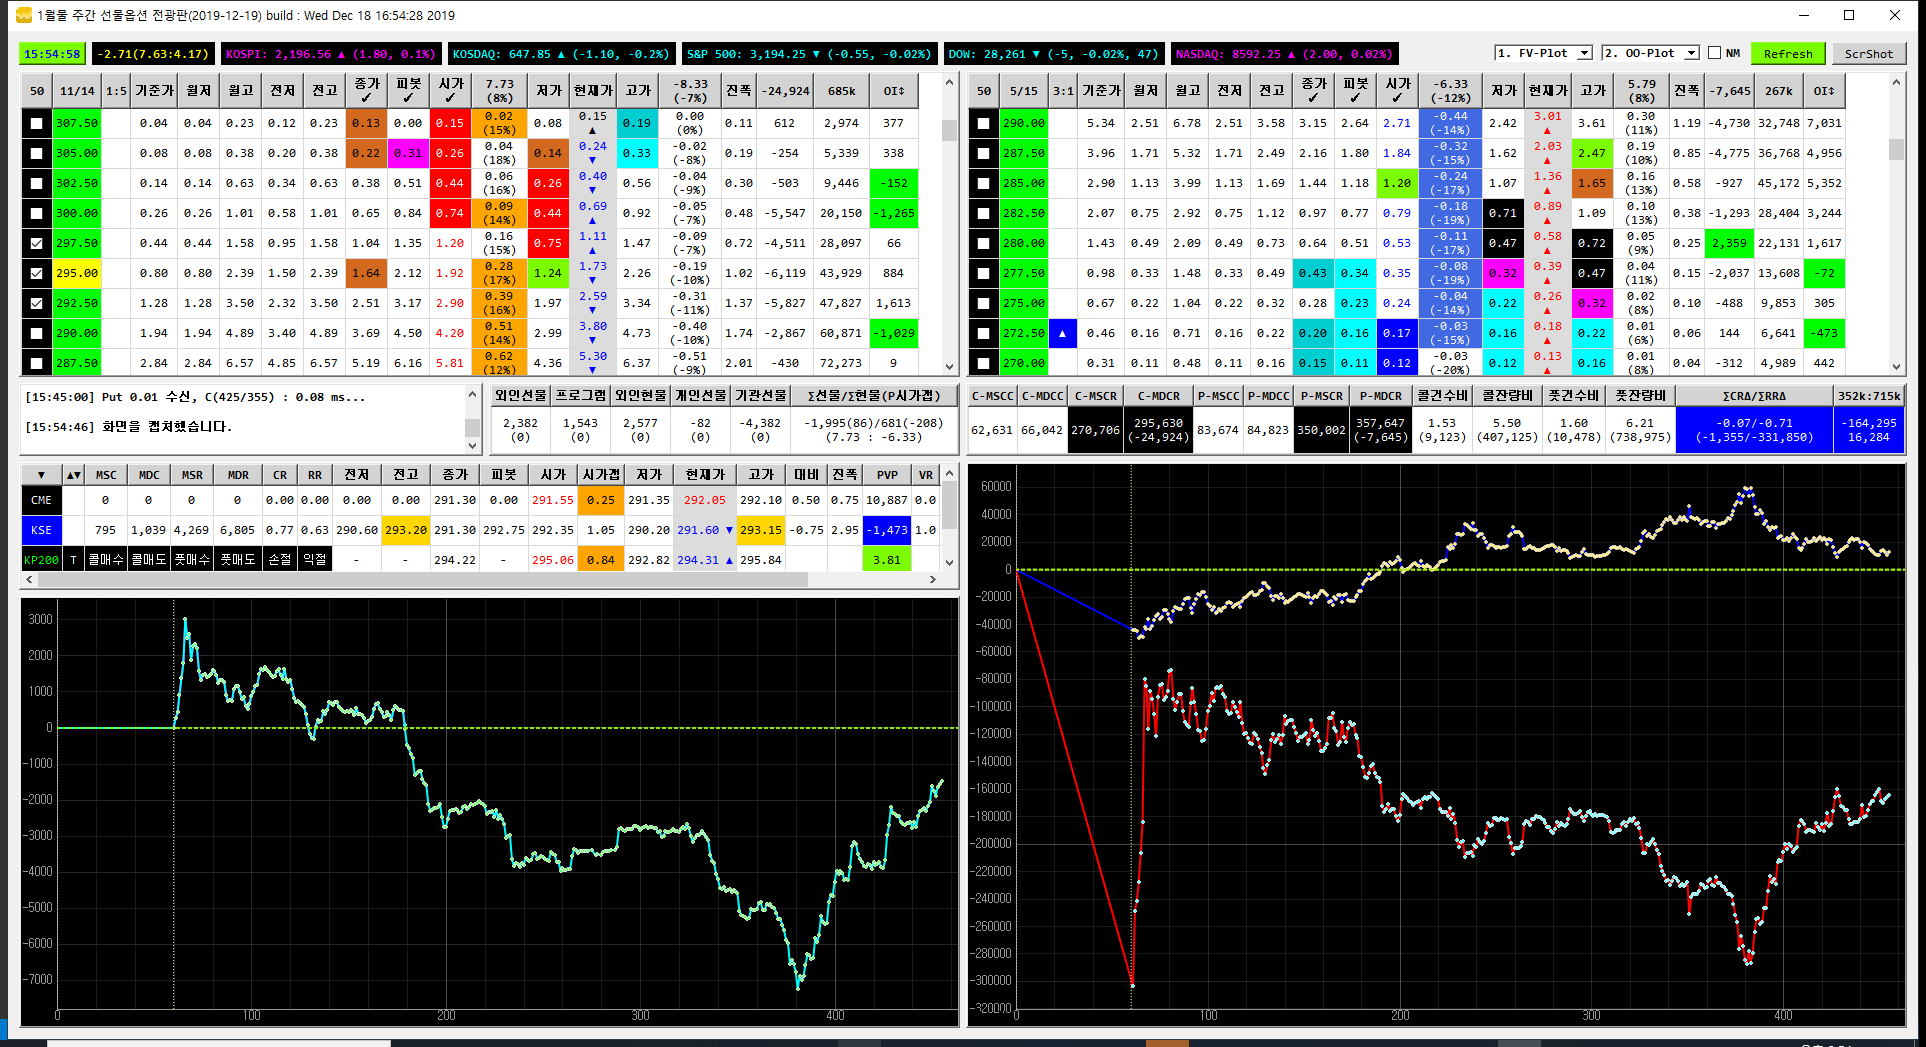 1월물 주간 선물옵션 전광판(2019-12-19) build : Wed Dec 18 16:54:28 2019
15:54:58 -2.71(7.63:4.17) KOSPI: 2,196.56 ▲ (1.80, 0.1%) KOSDAQ: 647.85 ▲ (-1.10, -0.2%) S&P 500: 3,194.25 ▼ (-0.55, -0.02%) DOW: 28,261 ▼ (-5, -0.02%, 47) NASDAQ: 8592.25 ▲ (2.00, 0.02%) 1. FV-Plot 2. OO-Plot NM Refresh ScrShot
50 11/14 1:5 기준가 월저 월고 전저 전고 종가 ✓ 피봇 ✓ 시가 ✓ 7.73 (8%) 저가 현재가 고가 -8.33 (-7%) 진폭 -24,924 685k OI↕
307.50 0.04 0.04 0.23 0.12 0.23 0.13 0.00 0.15 0.02 (15%) 0.08 0.15 ▲ 0.19 0.00 (0%) 0.11 612 2,974 377
305.00 0.08 0.08 0.38 0.20 0.38 0.22 0.31 0.26 0.04 (18%) 0.14 0.24 ▼ 0.33 -0.02 (-8%) 0.19 -254 5,339 338
302.50 0.14 0.14 0.63 0.34 0.63 0.38 0.51 0.44 0.06 (16%) 0.26 0.40 ▼ 0.56 -0.04 (-9%) 0.30 -503 9,446 -152
300.00 0.26 0.26 1.01 0.58 1.01 0.65 0.84 0.74 0.09 (14%) 0.44 0.69 ▲ 0.92 -0.05 (-7%) 0.48 -5,547 20,150 -1,265
297.50 0.44 0.44 1.58 0.95 1.58 1.04 1.35 1.20 0.16 (15%) 0.75 1.11 ▲ 1.47 -0.09 (-7%) 0.72 -4,511 28,097 66
295.00 0.80 0.80 2.39 1.50 2.39 1.64 2.12 1.92 0.28 (17%) 1.24 1.73 ▼ 2.26 -0.19 (-10%) 1.02 -6,119 43,929 884
292.50 1.28 1.28 3.50 2.32 3.50 2.51 3.17 2.90 0.39 (16%) 1.97 2.59 ▼ 3.34 -0.31 (-11%) 1.37 -5,827 47,827 1,613
290.00 1.94 1.94 4.89 3.40 4.89 3.69 4.50 4.20 0.51 (14%) 2.99 3.80 ▼ 4.73 -0.40 (-10%) 1.74 -2,867 60,871 -1,029
287.50 2.84 2.84 6.57 4.85 6.57 5.19 6.16 5.81 0.62 (12%) 4.36 5.30 ▼ 6.37 -0.51 (-9%) 2.01 -430 72,273 9
50 5/15 3:1 기준가 월저 월고 전저 전고 종가 ✓ 피봇 ✓ 시가 ✓ -6.33 (-12%) 저가 현재가 고가 5.79 (8%) 진폭 -7,645 267k OI↕
290.00 5.34 2.51 6.78 2.51 3.58 3.15 2.64 2.71 -0.44 (-14%) 2.42 3.01 ▲ 3.61 0.30 (11%) 1.19 -4,730 32,748 7,031
287.50 3.96 1.71 5.32 1.71 2.49 2.16 1.80 1.84 -0.32 (-15%) 1.62 2.03 ▲ 2.47 0.19 (10%) 0.85 -4,775 36,768 4,956
285.00 2.90 1.13 3.99 1.13 1.69 1.44 1.18 1.20 -0.24 (-17%) 1.07 1.36 ▲ 1.65 0.16 (13%) 0.58 -927 45,172 5,352
282.50 2.07 0.75 2.92 0.75 1.12 0.97 0.77 0.79 -0.18 (-19%) 0.71 0.89 ▲ 1.09 0.10 (13%) 0.38 -1,293 28,404 3,244
280.00 1.43 0.49 2.09 0.49 0.73 0.64 0.51 0.53 -0.11 (-17%) 0.47 0.58 ▲ 0.72 0.05 (9%) 0.25 2,359 22,131 1,617
277.50 0.98 0.33 1.48 0.33 0.49 0.43 0.34 0.35 -0.08 (-19%) 0.32 0.39 ▲ 0.47 0.04 (11%) 0.15 -2,037 13,608 -72
275.00 0.67 0.22 1.04 0.22 0.32 0.28 0.23 0.24 -0.04 (-14%) 0.22 0.26 ▲ 0.32 0.02 (8%) 0.10 -488 9,853 305
272.50 ▲ 0.46 0.16 0.71 0.16 0.22 0.20 0.16 0.17 -0.03 (-15%) 0.16 0.18 ▲ 0.22 0.01 (6%) 0.06 144 6,641 -473
270.00 0.31 0.11 0.48 0.11 0.16 0.15 0.11 0.12 -0.03 (-20%) 0.12 0.13 ▲ 0.16 0.01 (8%) 0.04 -312 4,989 442
[15:45:00] Put 0.01 수신, C(425/355) : 0.08 ms...
[15:54:46] 화면을 캡처했습니다.
외인선물 프로그램 외인현물 개인선물 기관선물 Σ선물/Σ현물(P시가갭)
2,382 (0) 1,543 (0) 2,577 (0) -82 (0) -4,382 (0) -1,995(86)/681(-208) (7.73 : -6.33)
C-MSCC C-MDCC C-MSCR C-MDCR P-MSCC P-MDCC P-MSCR P-MDCR 콜건수비 콜잔량비 풋건수비 풋잔량비 ΣCRΔ/ΣRRΔ 352k:715k
62,631 66,042 270,706 295,630 (-24,924) 83,674 84,823 350,002 357,647 (-7,645) 1.53 (9,123) 5.50 (407,125) 1.60 (10,478) 6.21 (738,975) -0.07/-0.71 (-1,355/-331,850) -164,295 16,284
▼ ▲▼ MSC MDC MSR MDR CR RR 전저 전고 종가 피봇 시가 시가갭 저가 현재가 고가 대비 진폭 PVP VR
CME 0 0 0 0 0.00 0.00 0.00 0.00 291.30 0.00 291.55 0.25 291.35 292.05 292.10 0.50 0.75 10,887 0.0
KSE 795 1,039 4,269 6,805 0.77 0.63 290.60 293.20 291.30 292.75 292.35 1.05 290.20 291.60 ▼ 293.15 -0.75 2.95 -1,473 1.0
KP200 T 콜매수 콜매도 풋매수 풋매도 손절 익절 - - 294.22 - 295.06 0.84 292.82 294.31 ▲ 295.84 3.81
3000
2000
1000
0
-1000
-2000
-3000
-4000
-5000
-6000
-7000
0 100 200 300 400
60000
40000
20000
0
-20000
-40000
-60000
-80000
-100000
-120000
-140000
-160000
-180000
-200000
-220000
-240000
-260000
-280000
-300000
-320000
0 100 200 300 400